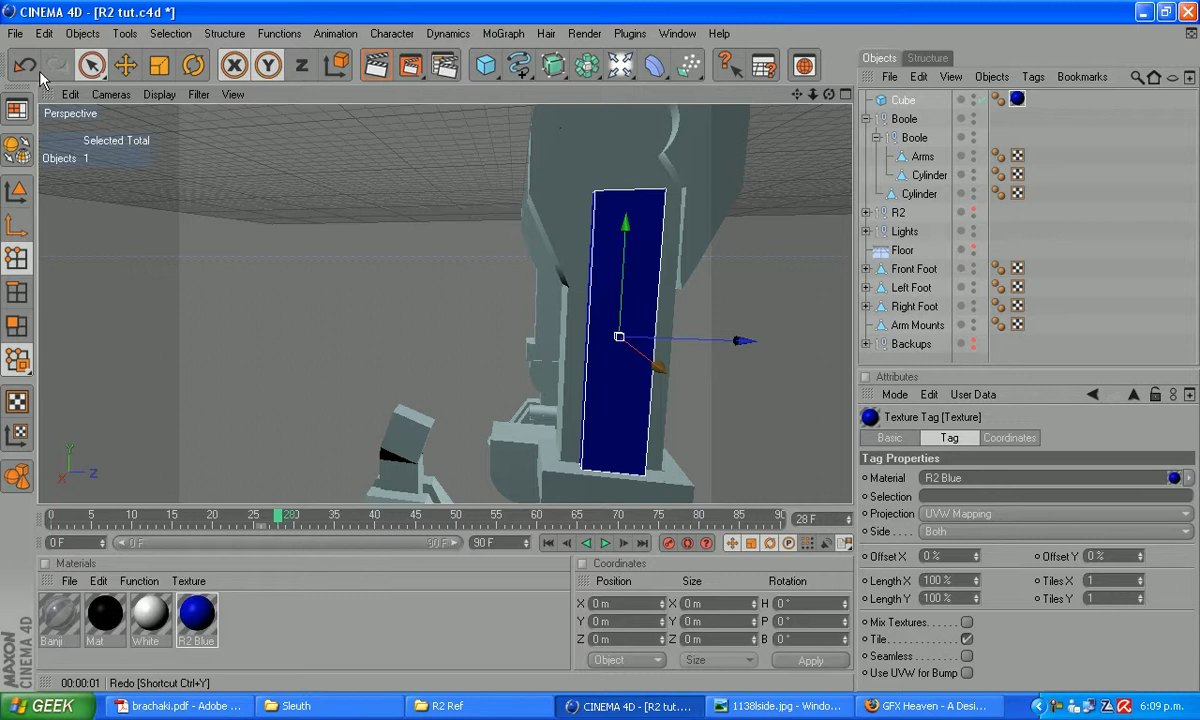 CINEMA 4D - [R2 tut.c4d *]
File Edit Objects Tools Selection Structure Functions Animation Character Dynamics MoGraph Hair Render Plugins Window Help
X Y Z
Objects Structure
File Edit View Objects Tags Bookmarks
Edit Cameras Display Filter View
Perspective
Selected Total
Objects 1
Cube
Boole
Boole
Arms
Cylinder
Cylinder
R2
Lights
Floor
Front Foot
Left Foot
Right Foot
Arm Mounts
Backups
Y
X Z
Attributes
Mode Edit User Data
Texture Tag [Texture]
Basic Tag Coordinates
Tag Properties
Material R2 Blue
Selection
Projection UVW Mapping
Side Both
Offset X 0 % Offset Y 0 %
Length X 100 % Tiles X 1
Length Y 100 % Tiles Y 1
Mix Textures
Tile
Seamless
Use UVW for Bump
0 5 10 15 20 25 28 30 35 40 45 50 55 60 65 70 75 80 85 90 28 F
0 F 0 F 90 F 90 F
Materials
File Edit Function Texture
Banji Mat White R2 Blue
Coordinates
Position Size Rotation
X 0 m X 0 m H 0 °
Y 0 m Y 0 m P 0 °
Z 0 m Z 0 m B 0 °
Object Size Apply
MAXON
CINEMA 4D
00:00:01 Redo [Shortcut Ctrl+Y]
GEEK brachaki.pdf - Adobe ... Sleuth R2 Ref CINEMA 4D - [R2 tut.... 1138lside.jpg - Windo... GFX Heaven - A Desi... 6:09 p.m.